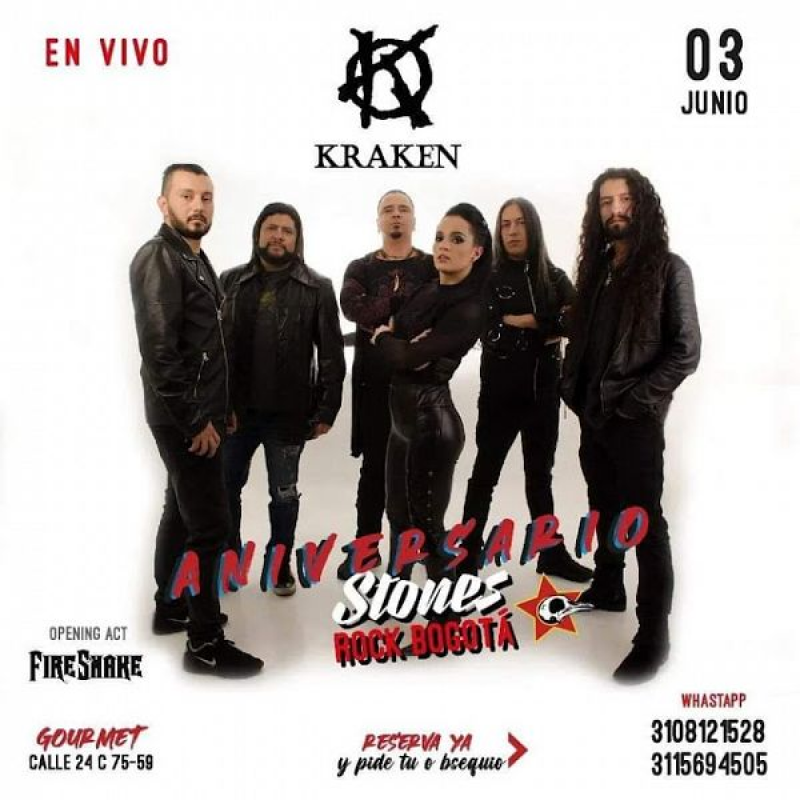 EN VIVO
03
JUNIO
KRAKEN
ANIVERSARIO
Stones
ROCK BOGOTÁ
OPENING ACT
FIRESNAKE
GOURMET
CALLE 24 C 75-59
RESERVA YA
y pide tu o bsequio
WHASTAPP
3108121528
3115694505